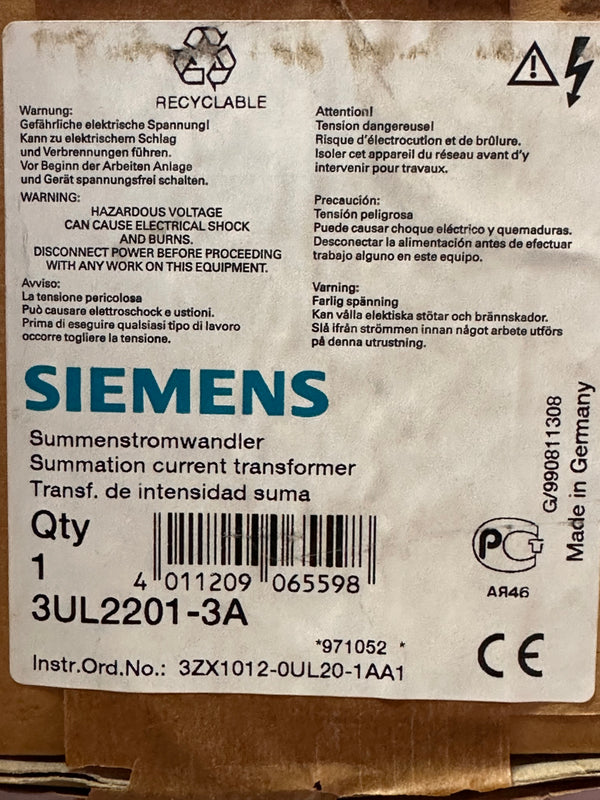 RECYCLABLE
Warnung:
Gefährliche elektrische Spannung!
Kann zu elektrischem Schlag
und Verbrennungen führen.
Vor Beginn der Arbeiten Anlage
und Gerät spannungsfrei schalten.
WARNING:
HAZARDOUS VOLTAGE
CAN CAUSE ELECTRICAL SHOCK
AND BURNS.
DISCONNECT POWER BEFORE PROCEEDING
WITH ANY WORK ON THIS EQUIPMENT.
Avviso:
La tensione pericolosa
Può causare elettroshock e ustioni.
Prima di eseguire qualsiasi tipo di lavoro
occorre togliere la tensione.
Attention!
Tension dangereuse!
Risque d'électrocution et de brûlure.
Isoler cet appareil du réseau avant d'y
intervenir pour travaux.
Precaución:
Tensión peligrosa
Puede causar choque eléctrico y quemaduras.
Desconectar la alimentación antes de efectuar
trabajo alguno en este equipo.
Varning:
Farlig spänning
Kan vålla elektiska stötar och brännskador.
Slå ifrån strömmen innan något arbete utförs
på denna utrustning.
SIEMENS
Summenstromwandler
Summation current transformer
Transf. de intensidad suma
Qty
1
4 011209 065598
3UL2201-3A
*971052 *
Instr.Ord.No.: 3ZX1012-0UL20-1AA1
G/990811308
Made in Germany
АЯ46
CE